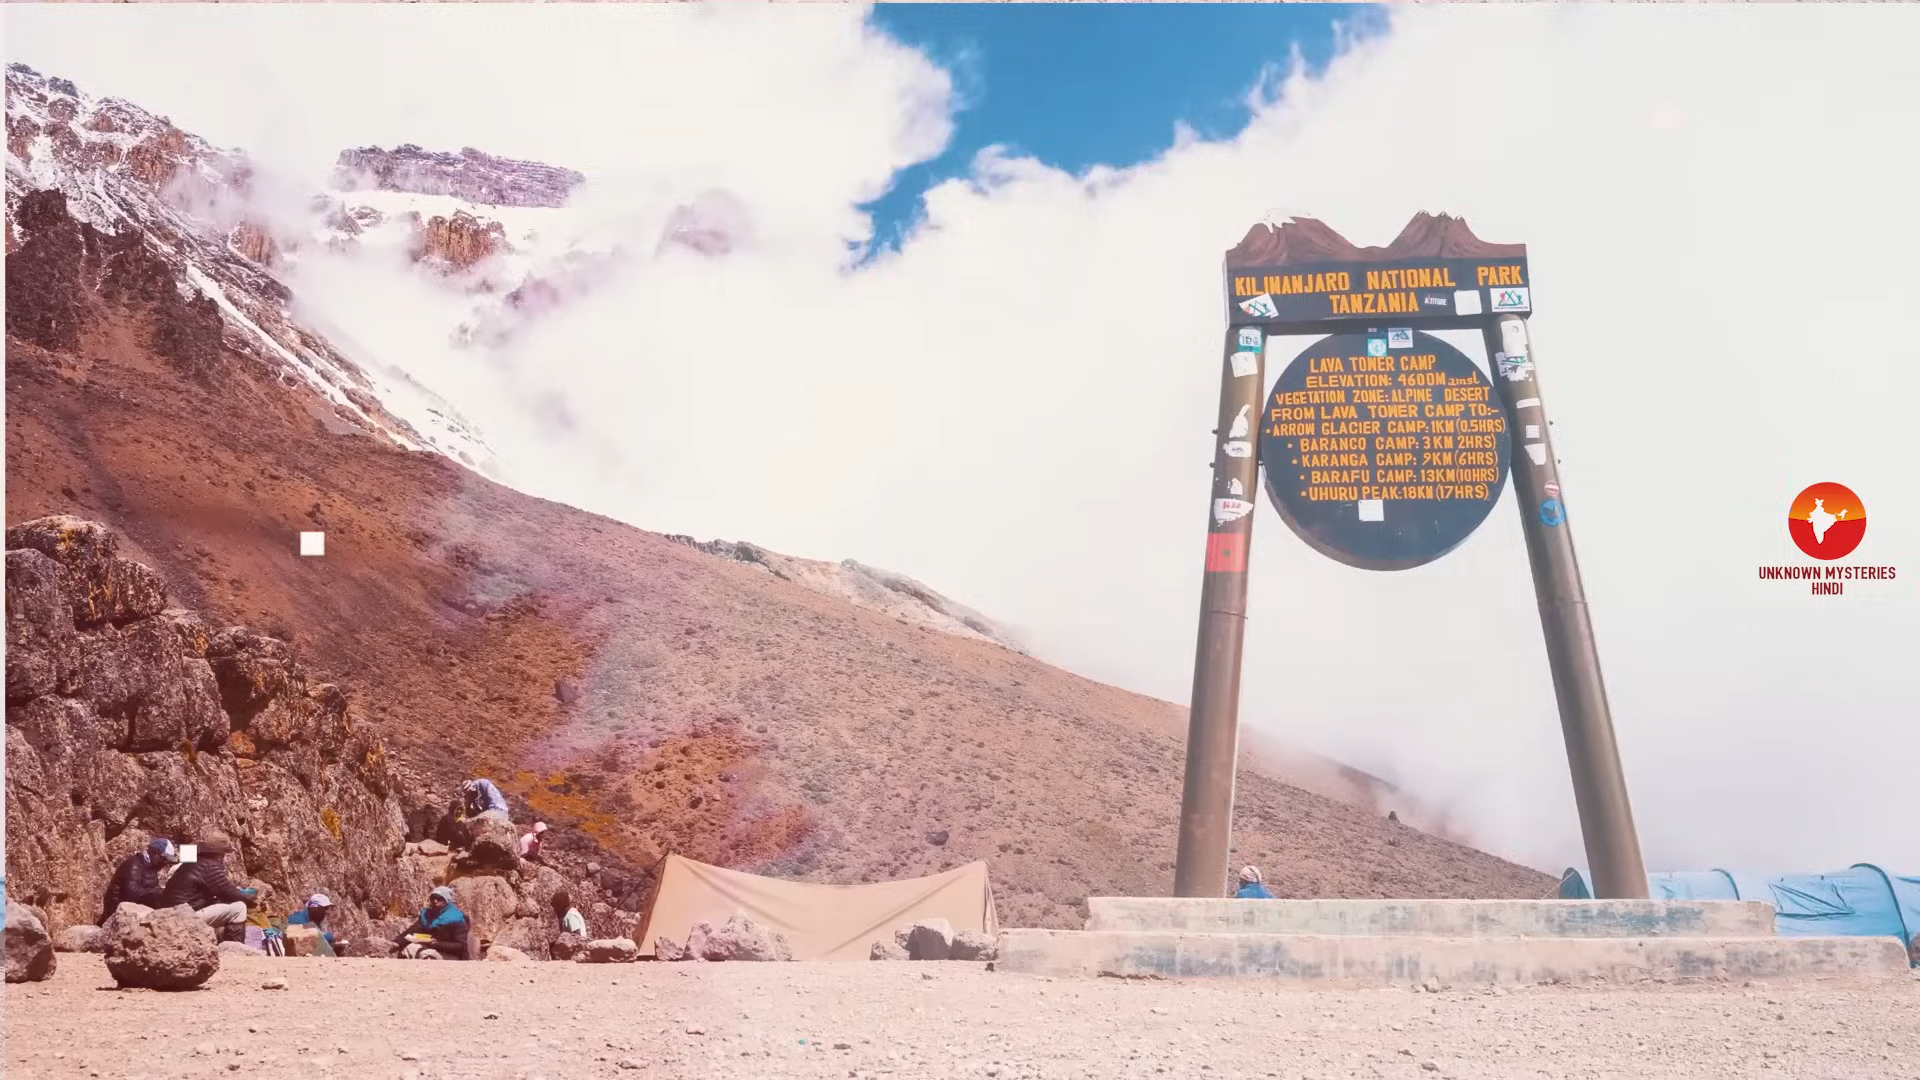 KILIMANJARO NATIONAL PARK
TANZANIA
LAVA TOWER CAMP
ELEVATION: 4600M amsl
VEGETATION ZONE: ALPINE DESERT
FROM LAVA TOWER CAMP TO:-
•ARROW GLACIER CAMP: 1KM (0.5HRS)
•BARANCO CAMP: 3KM 2HRS)
•KARANGA CAMP: 9KM (6HRS)
•BARAFU CAMP: 13KM (10HRS)
•UHURU PEAK: 18KM (17HRS)
UNKNOWN MYSTERIES
HINDI